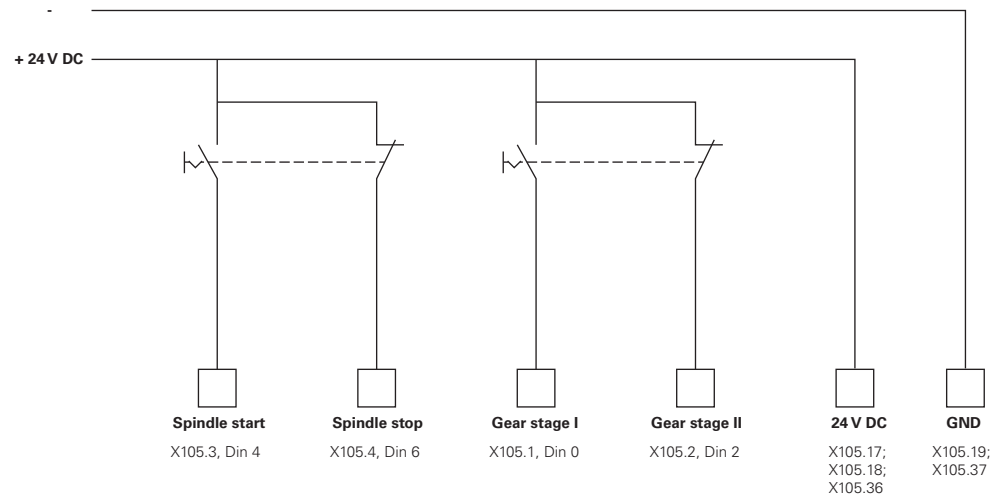 -
+ 24 V DC
Spindle start
X105.3, Din 4
Spindle stop
X105.4, Din 6
Gear stage I
X105.1, Din 0
Gear stage II
X105.2, Din 2
24 V DC
X105.17;
X105.18;
X105.36
GND
X105.19;
X105.37